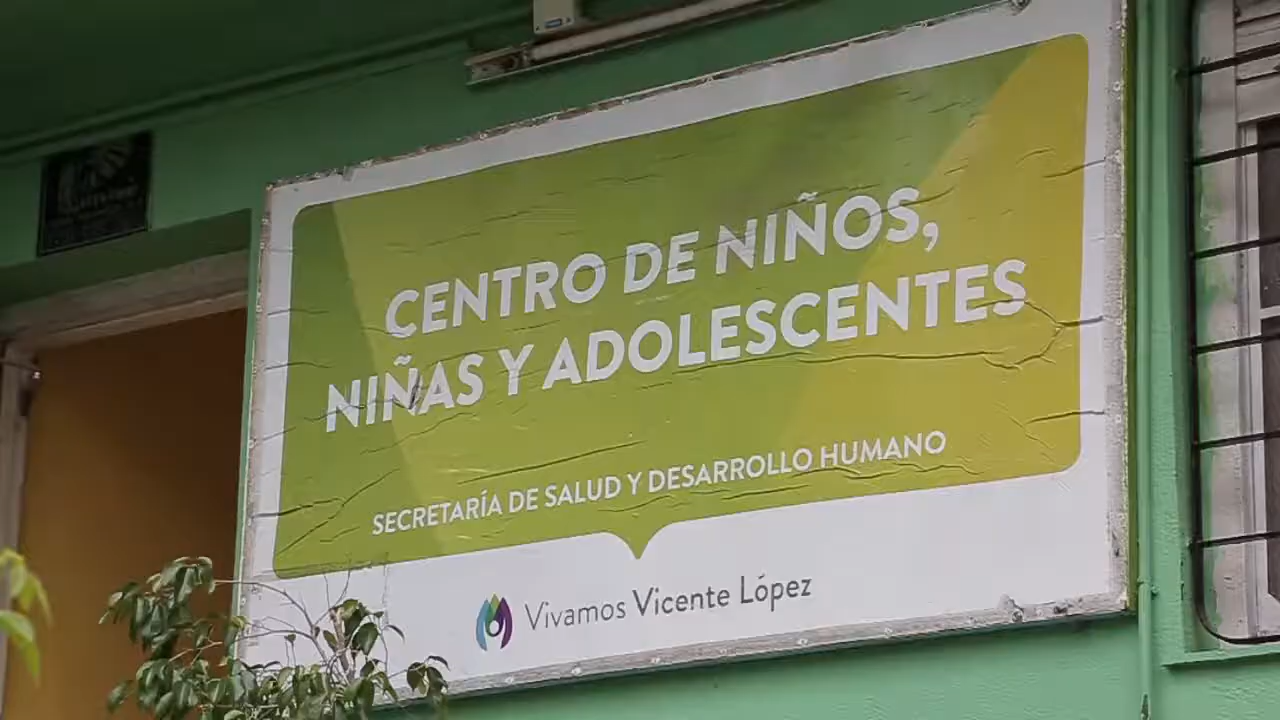 CENTRO DE NIÑOS,
NIÑAS Y ADOLESCENTES
SECRETARÍA DE SALUD Y DESARROLLO HUMANO
Vivamos Vicente López